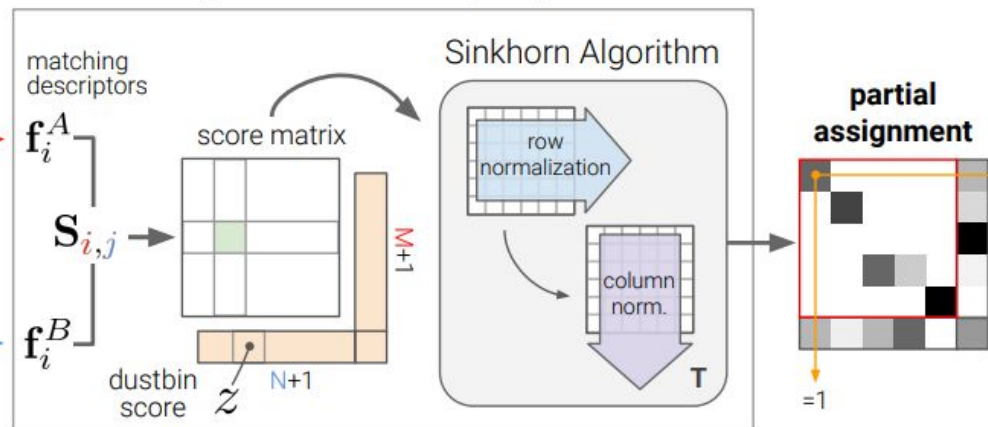 matching
descriptors
f_i^A
S_{i,j}
f_i^B
score matrix
M+1
N+1
dustbin
score z
Sinkhorn Algorithm
row
normalization
column
norm.
T
partial
assignment
=1